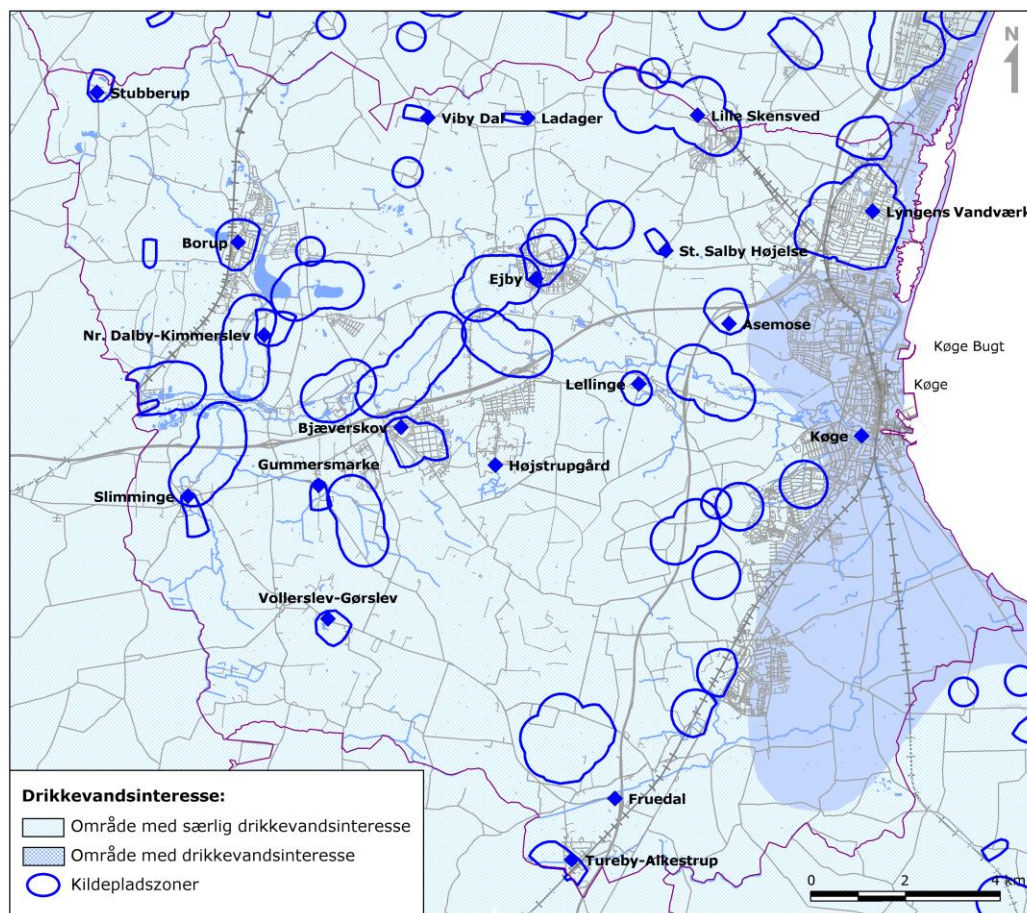 N
Stubberup
Viby Dal
Ladager
Lille Skensved
Lyngens Vandværk
Borup
St. Salby Højelse
Ejby
Nr. Dalby-Kimmerslev
Asemose
Køge Bugt
Lellinge
Køge
Bjæverskov
Køge
Gummersmarke
Højstrupgård
Slimminge
Vollerslev-Gørslev
Drikkevandsinteresse:
Område med særlig drikkevandsinteresse
Område med drikkevandsinteresse
Kildepladszoner
Fruedal
Tureby-Alkestrup
0 2 4 km